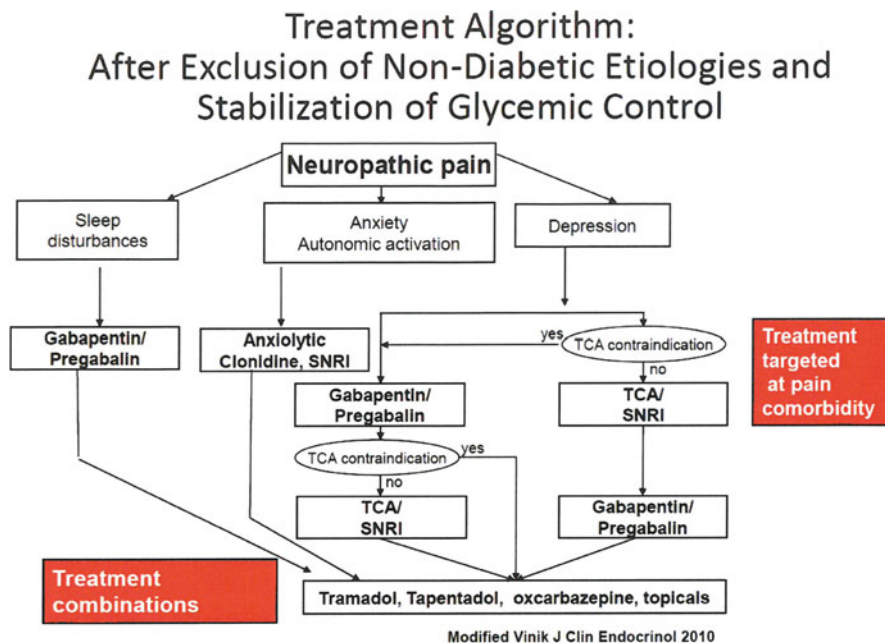 Treatment Algorithm:
After Exclusion of Non-Diabetic Etiologies and
Stabilization of Glycemic Control
Neuropathic pain
Sleep
disturbances
Anxiety
Autonomic activation
Depression
Gabapentin/
Pregabalin
Anxiolytic
Clonidine, SNRI
yes
TCA contraindication
no
Treatment
targeted
at pain
comorbidity
Gabapentin/
Pregabalin
TCA/
SNRI
TCA contraindication
yes
no
TCA/
SNRI
Gabapentin/
Pregabalin
Treatment
combinations
Tramadol, Tapentadol, oxcarbazepine, topicals
Modified Vinik J Clin Endocrinol 2010